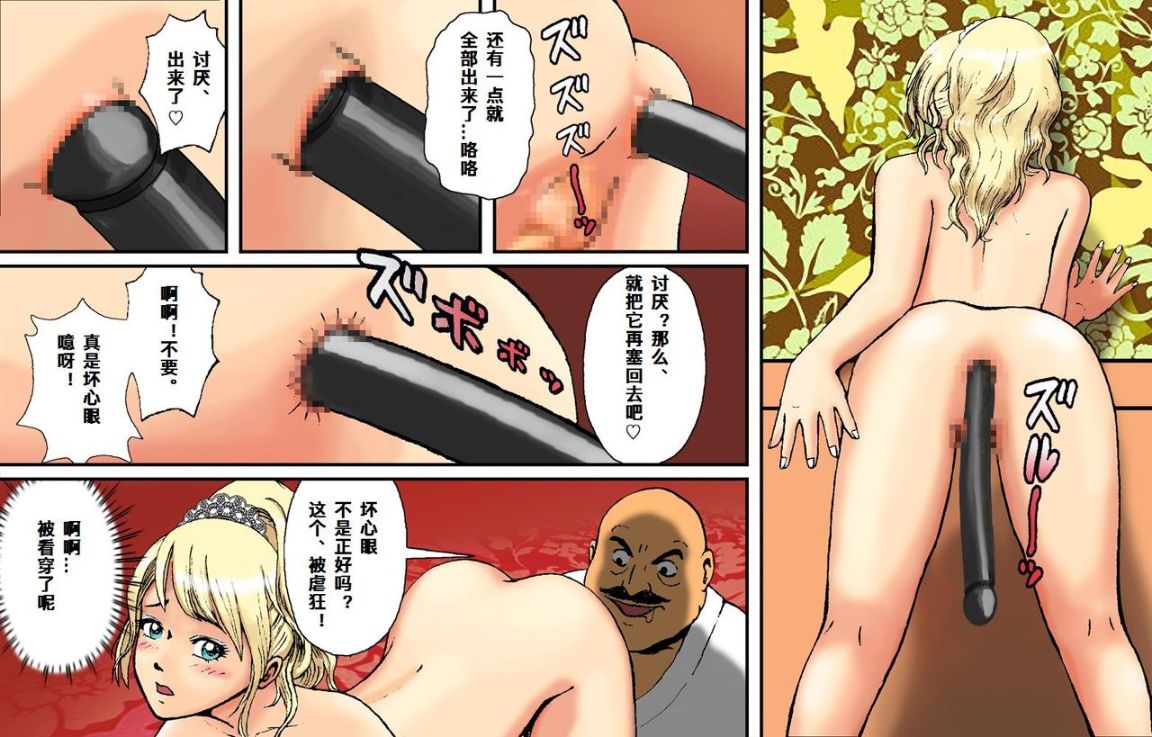 ズルーッ
ズズズーッ
还有一点就
全部出来了…咯咯
讨厌、
出来了♡
讨厌？那么、
就把它再塞回去吧♡
ズボボッ
啊啊！不要。
真是坏心眼
噫呀！
坏心眼
不是正好吗？
这个、被虐狂！
啊啊…
被看穿了呢